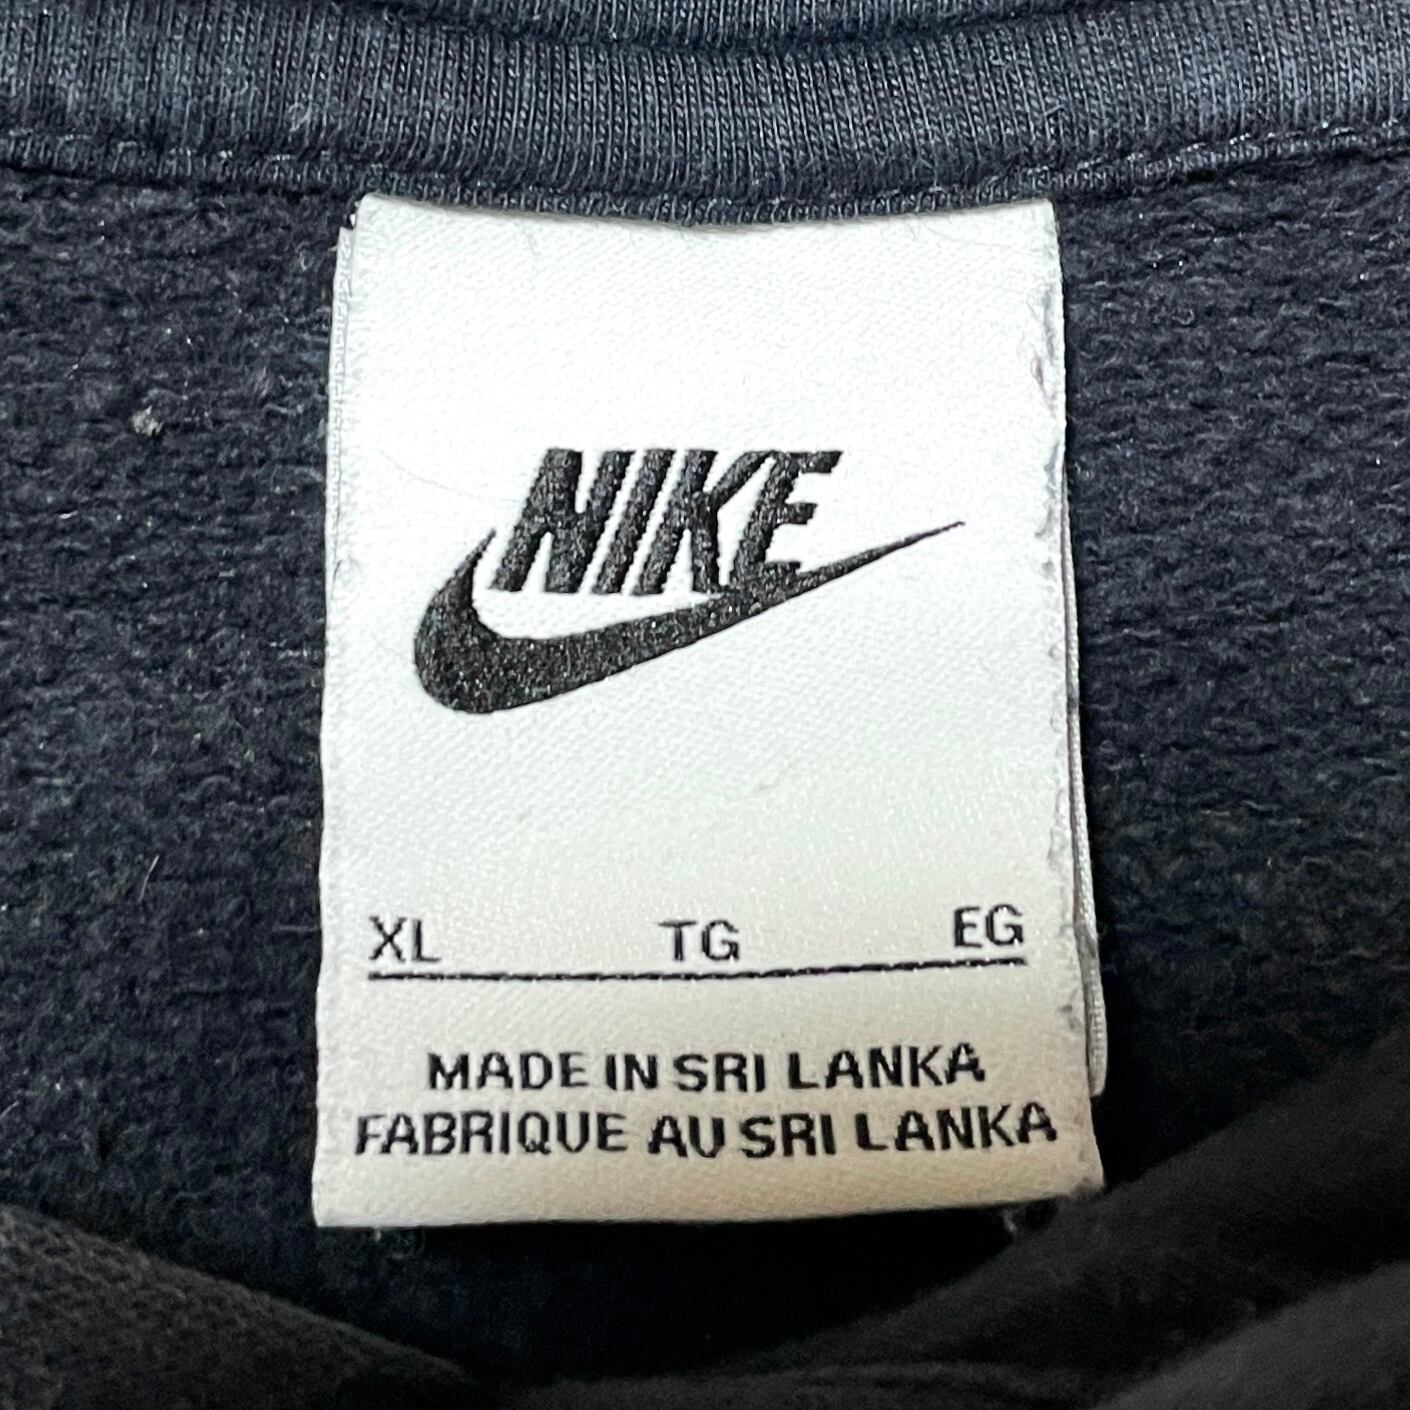 NIKE
XL TG EG
MADE IN SRI LANKA
FABRIQUE AU SRI LANKA